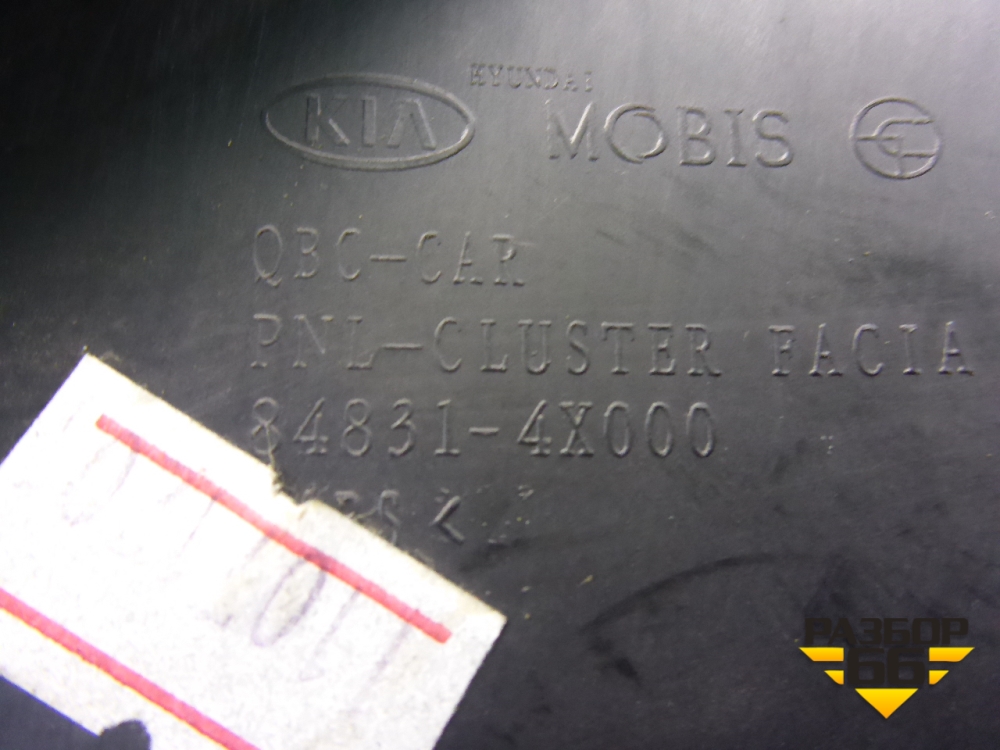 HYUNDAI
KIA MOBIS
QBC-CAR
PNL-CLUSTER FACIA
84831-4X000
РАЗБОР
66